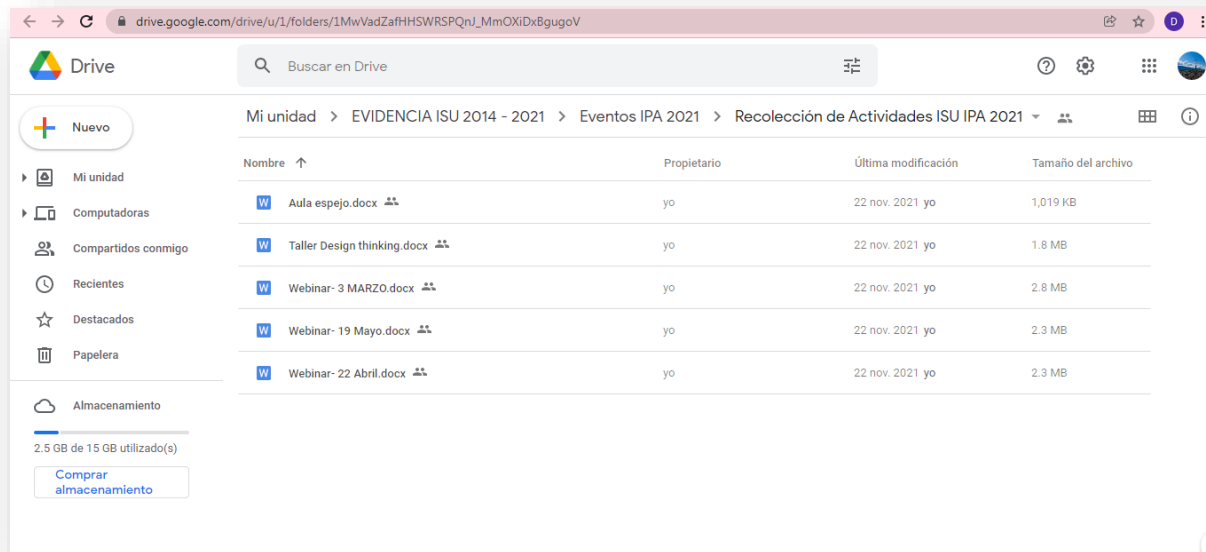 drive.google.com/drive/u/1/folders/1MwVadZafHHSWRSPQnJ_MmOXiDxBgugoV
D
Drive
Buscar en Drive
Nuevo
Mi unidad > EVIDENCIA ISU 2014 - 2021 > Eventos IPA 2021 > Recolección de Actividades ISU IPA 2021
Nombre Propietario Última modificación Tamaño del archivo
Mi unidad
Computadoras
Compartidos conmigo
Recientes
Destacados
Papelera
Almacenamiento
2.5 GB de 15 GB utilizado(s)
Comprar
almacenamiento
W Aula espejo.docx yo 22 nov. 2021 yo 1,019 KB
W Taller Design thinking.docx yo 22 nov. 2021 yo 1.8 MB
W Webinar- 3 MARZO.docx yo 22 nov. 2021 yo 2.8 MB
W Webinar- 19 Mayo.docx yo 22 nov. 2021 yo 2.3 MB
W Webinar- 22 Abril.docx yo 22 nov. 2021 yo 2.3 MB